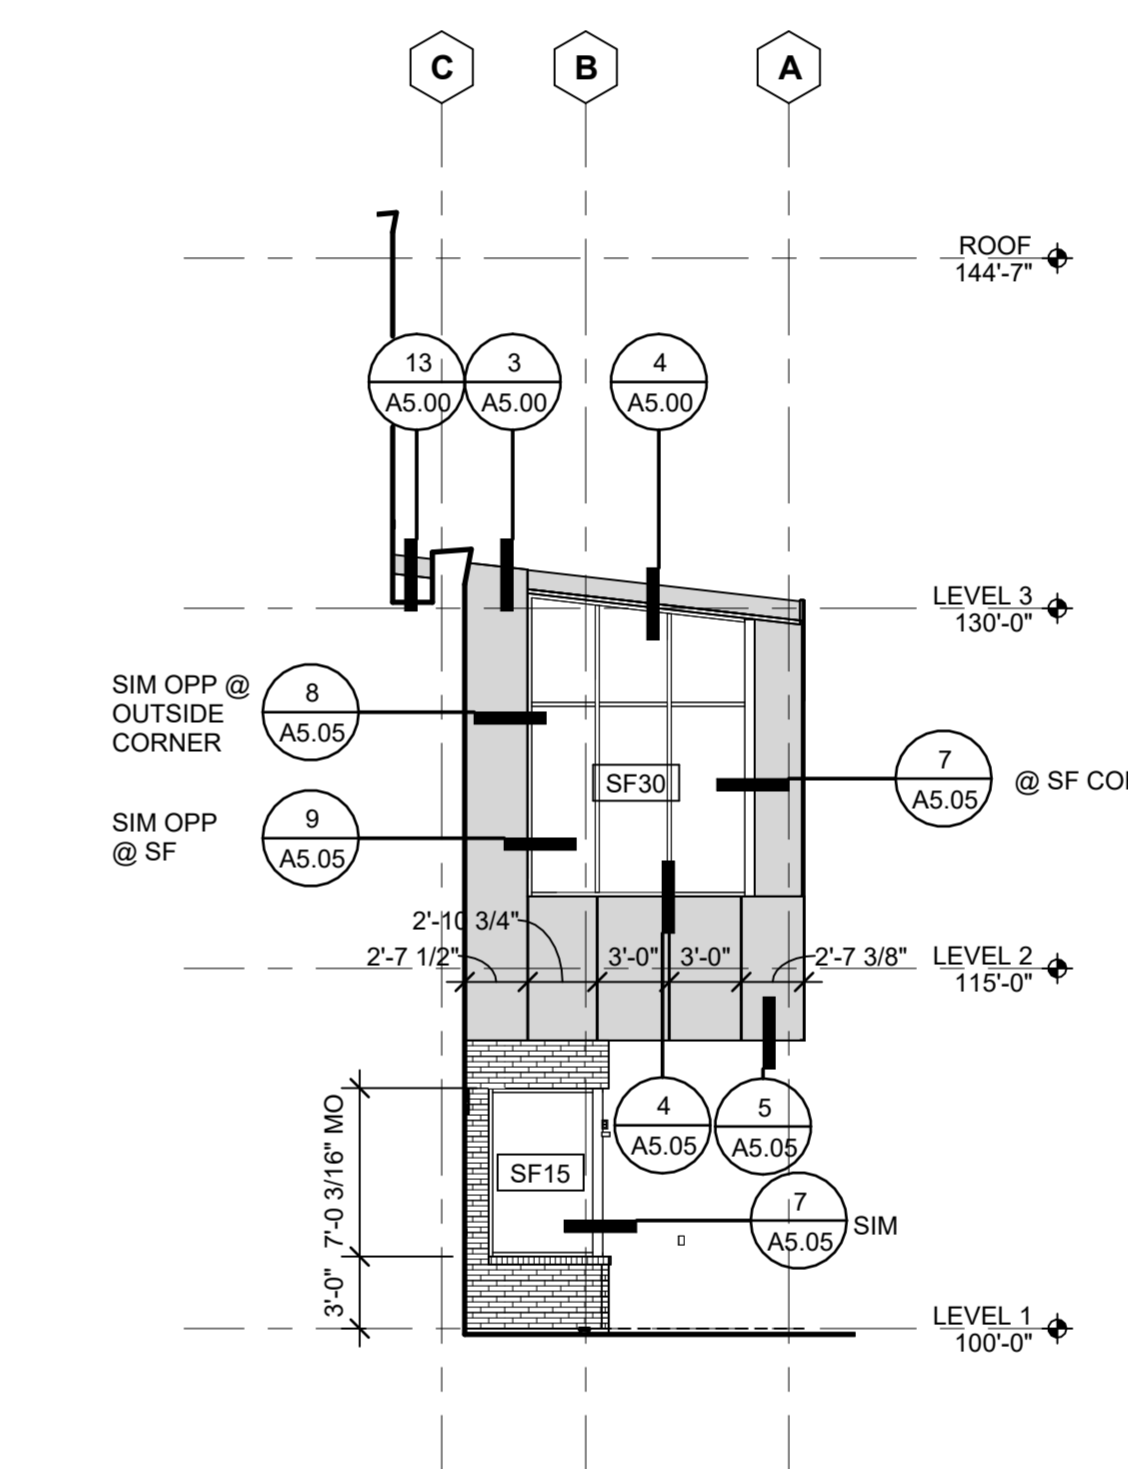 C
B
A
ROOF
144'-7"
13
A5.00
3
A5.00
4
A5.00
LEVEL 3
130'-0"
SIM OPP @
OUTSIDE
CORNER
8
A5.05
SF30
7
A5.05
@ SF
SIM OPP
@ SF
9
A5.05
2'-10 3/4"
2'-7 1/2"
3'-0"
3'-0"
2'-7 3/8"
LEVEL 2
115'-0"
4
A5.05
5
A5.05
7'-0 3/16" MO
SF15
7
A5.05
SIM
3'-0"
LEVEL 1
100'-0"